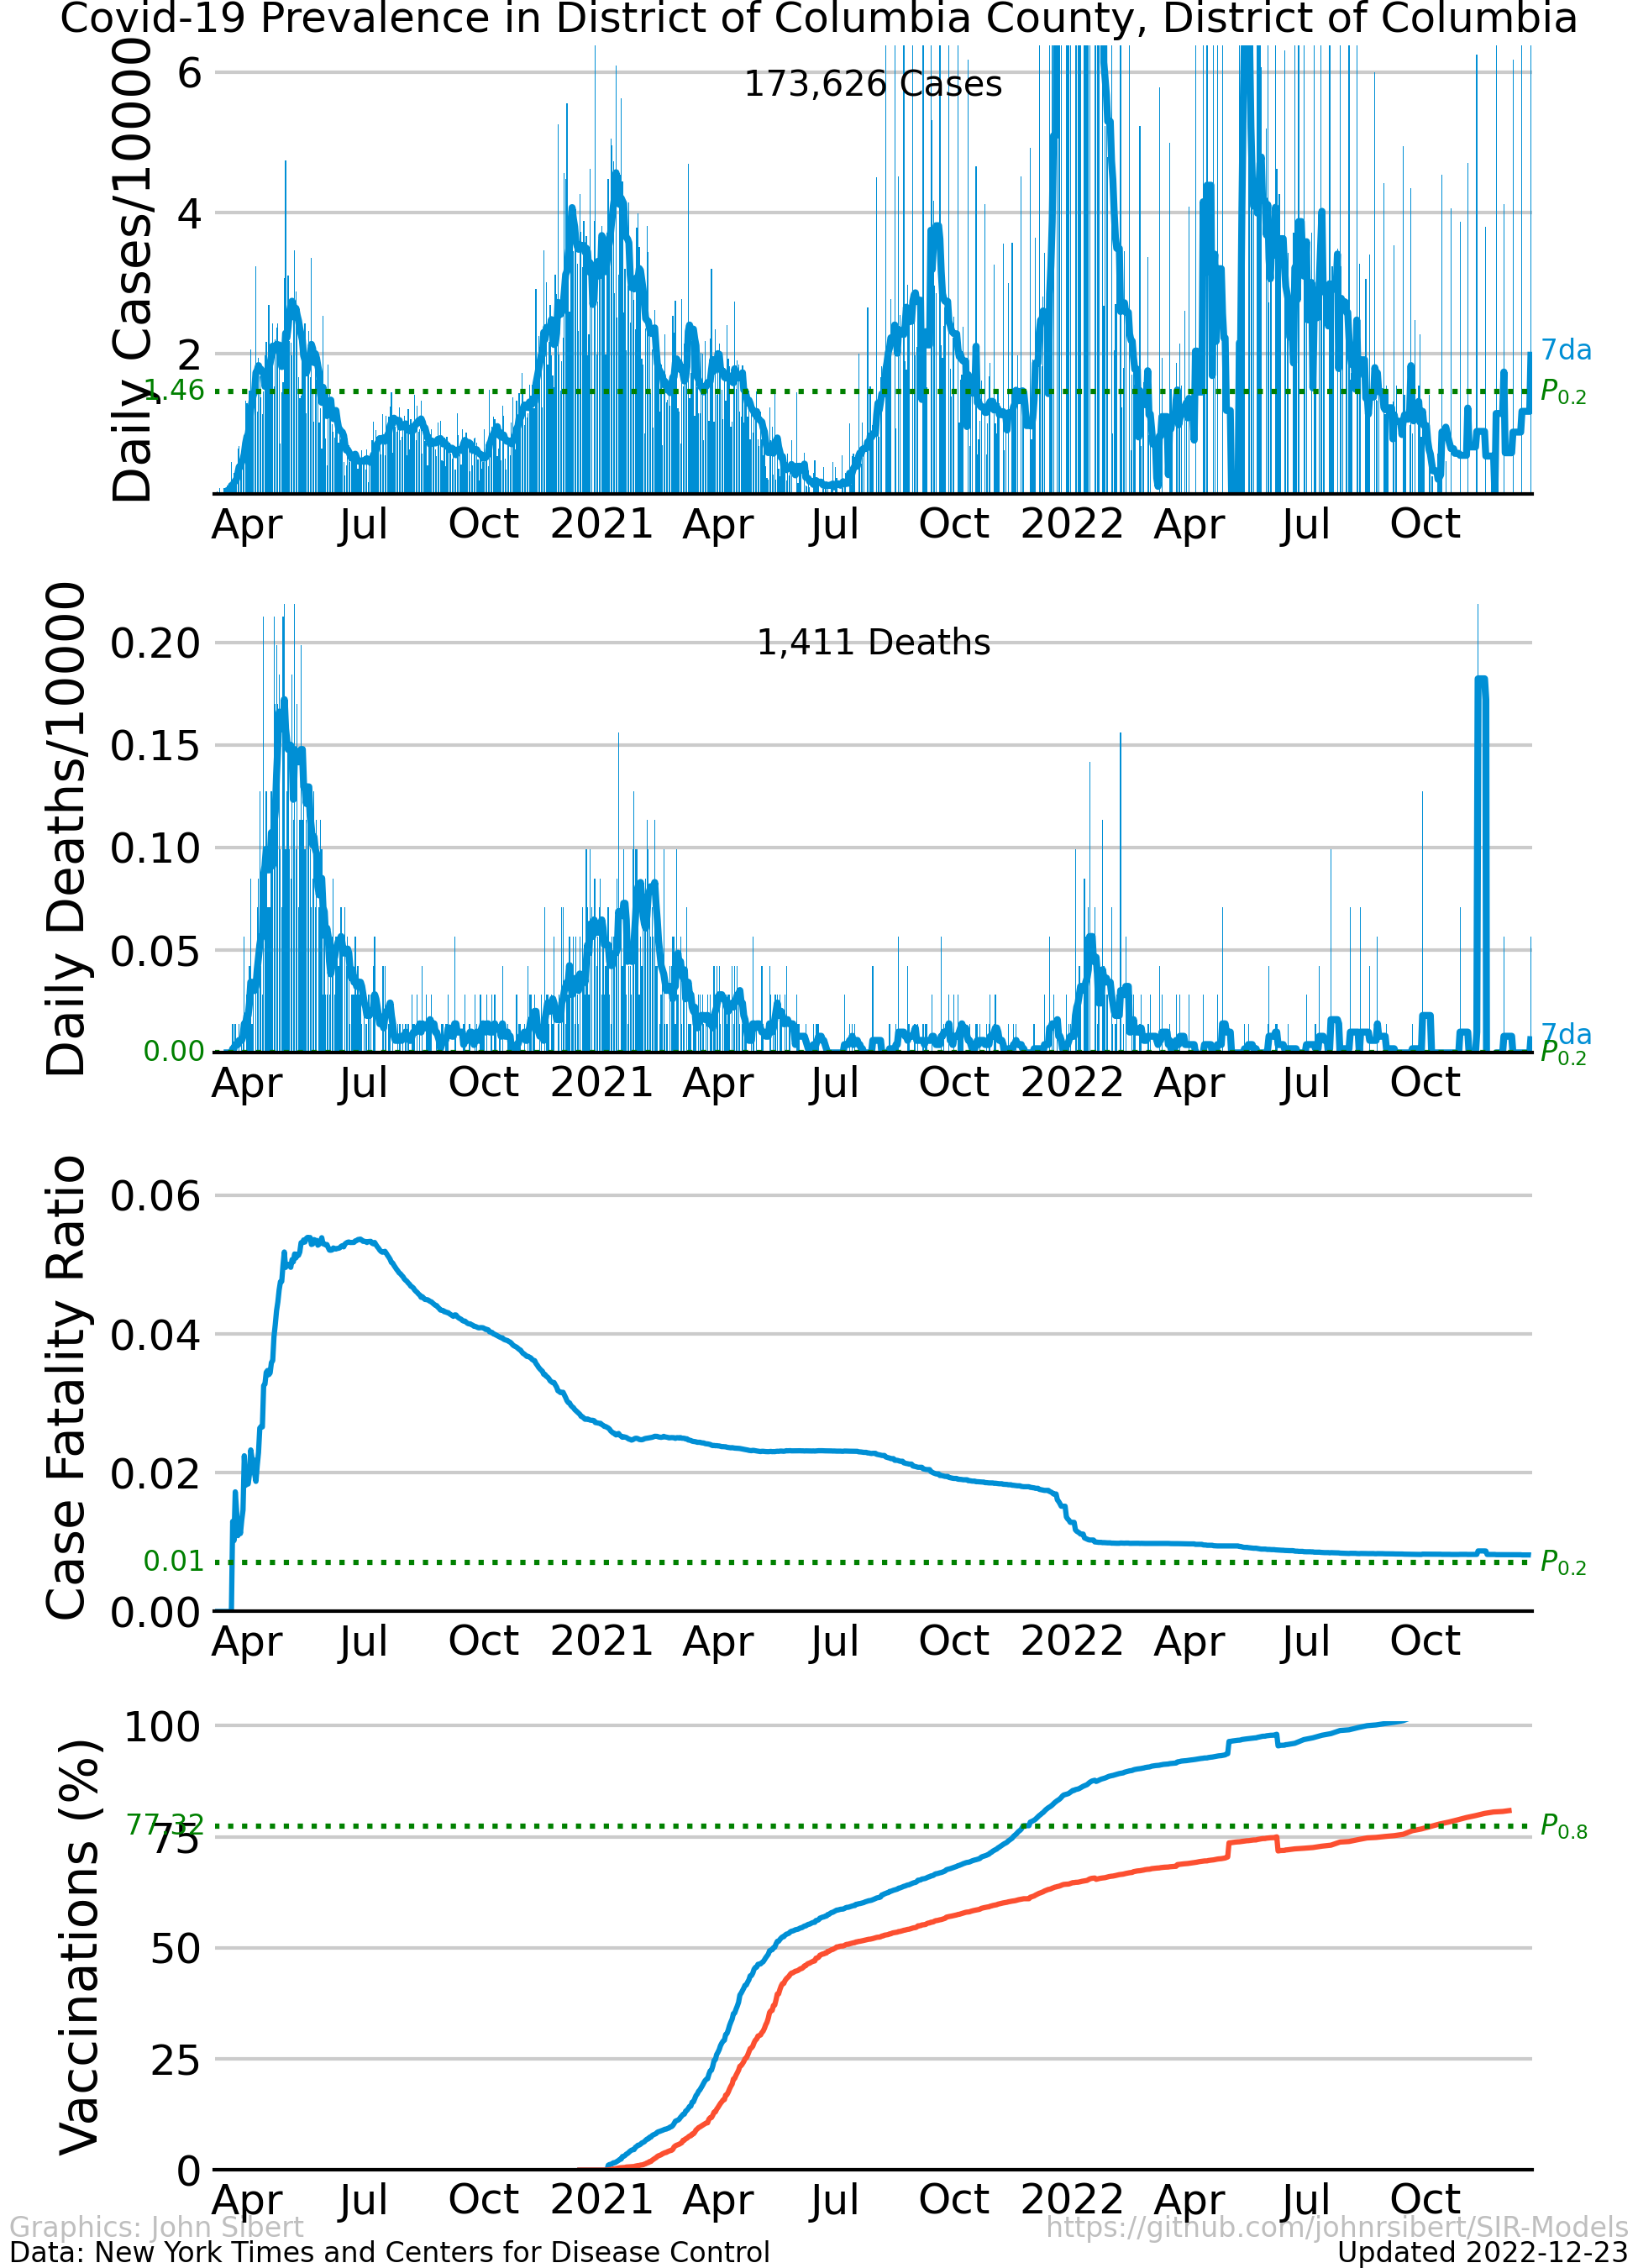 Covid-19 Prevalence in District of Columbia County, District of Columbia
Daily Cases/10000
6
4
2
1.46
173,626 Cases
7da
P0.2
Apr Jul Oct 2021 Apr Jul Oct 2022 Apr Jul Oct
Daily Deaths/10000
0.20
0.15
0.10
0.05
0.00
1,411 Deaths
7da
P0.2
Apr Jul Oct 2021 Apr Jul Oct 2022 Apr Jul Oct
Case Fatality Ratio
0.06
0.04
0.02
0.01
0.00
P0.2
Apr Jul Oct 2021 Apr Jul Oct 2022 Apr Jul Oct
Vaccinations (%)
100
77.32
75
50
25
0
P0.8
Apr Jul Oct 2021 Apr Jul Oct 2022 Apr Jul Oct
Graphics: John Sibert https://github.com/johnrsibert/SIR-Models
Data: New York Times and Centers for Disease Control Updated 2022-12-23